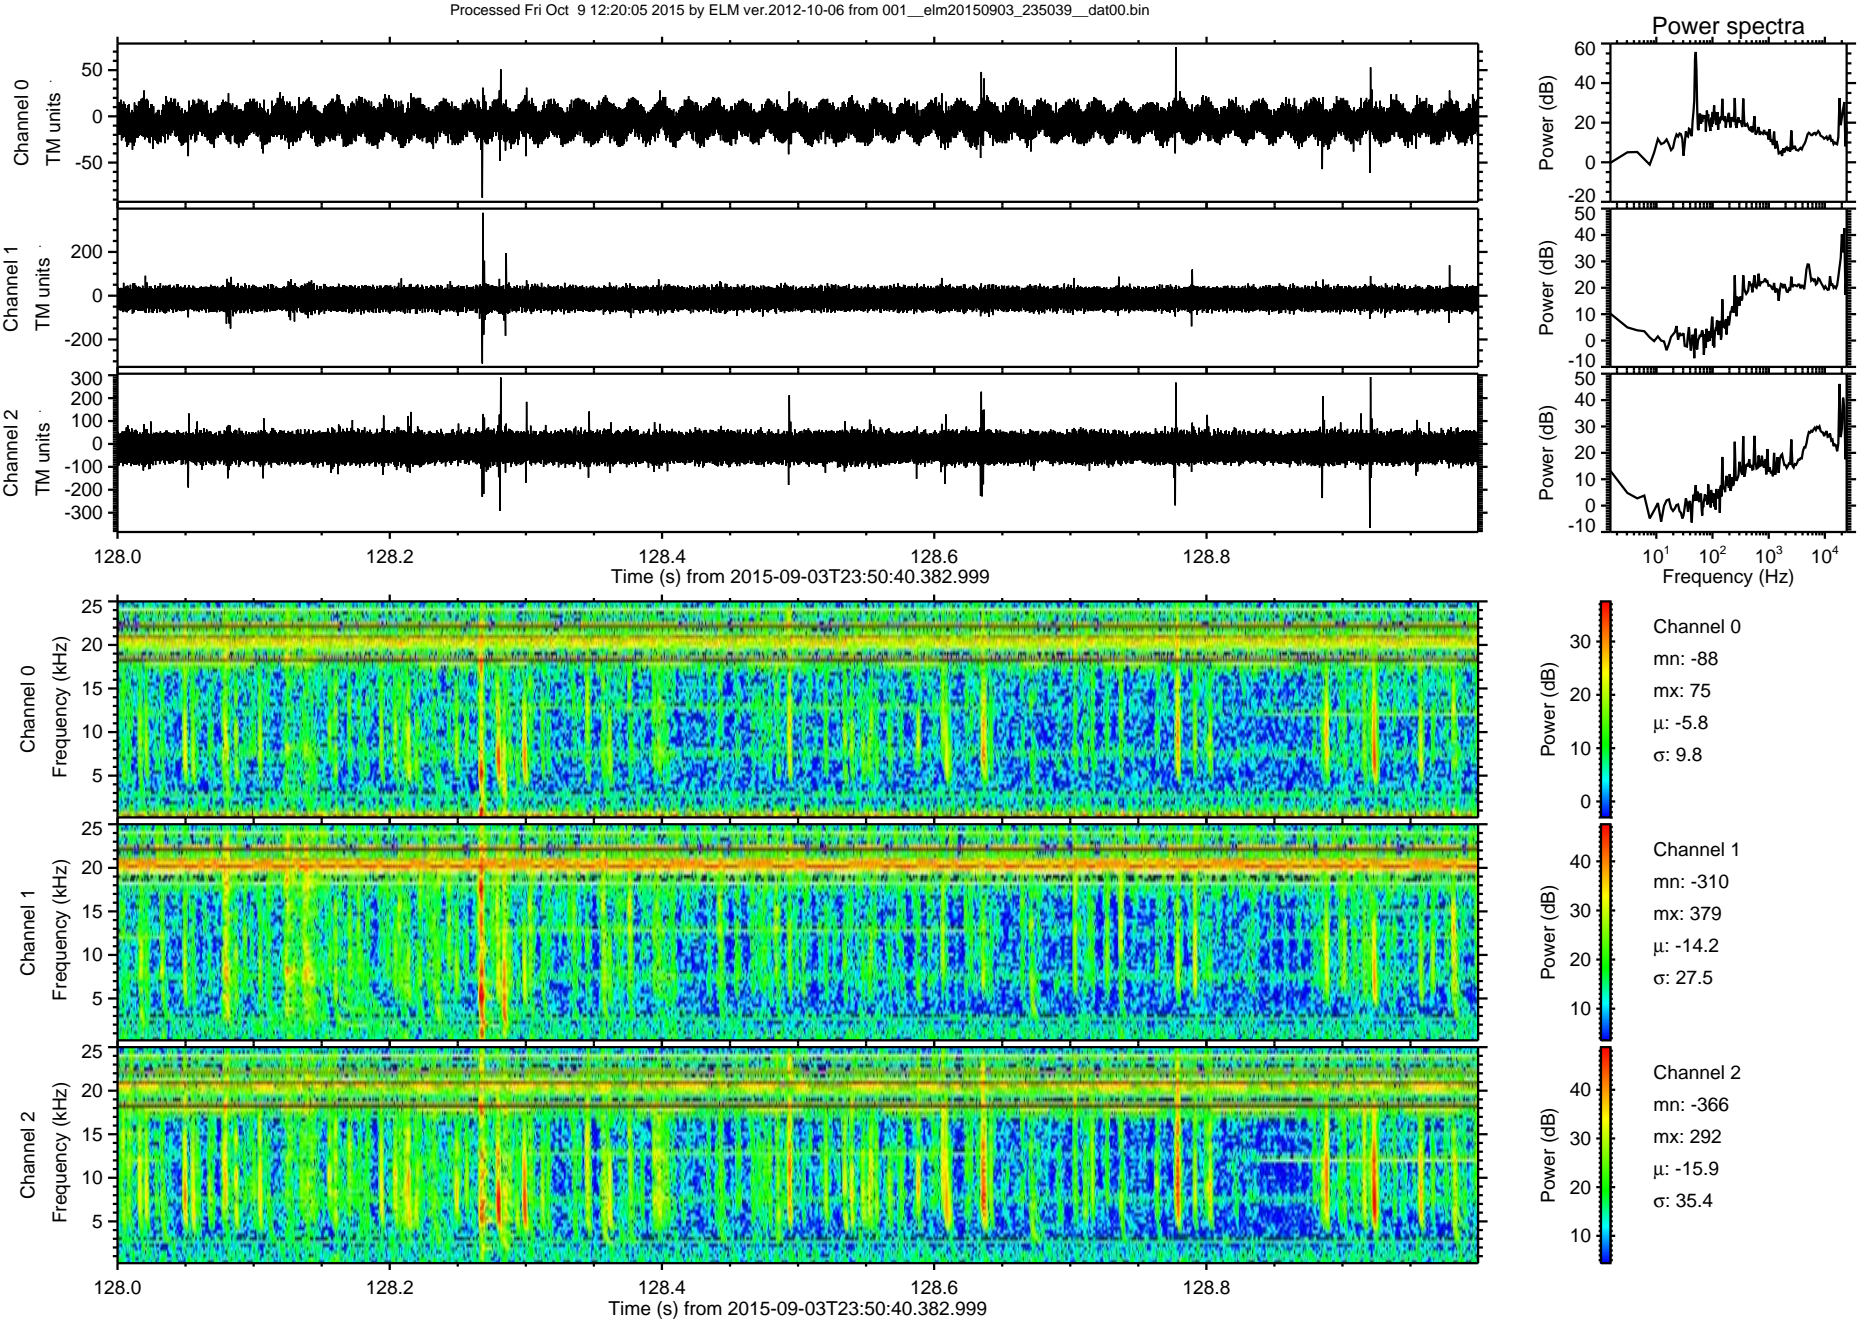 Processed Fri Oct 9 12:20:05 2015 by ELM ver.2012-10-06 from 001__elm20150903_235039__dat00.bin
Power spectra
Channel 0
TM units
50
0
-50
Power (dB)
60
40
20
0
-20
Channel 1
TM units
200
0
-200
Power (dB)
50
40
30
20
10
0
-10
Channel 2
TM units
300
200
100
0
-100
-200
-300
Power (dB)
50
40
30
20
10
0
-10
128.0 128.2 128.4 128.6 128.8
Time (s) from 2015-09-03T23:50:40.382.999
10^1 10^2 10^3 10^4
Frequency (Hz)
Channel 0
Frequency (kHz)
25
20
15
10
5
Power (dB)
30
20
10
0
Channel 0
mn: -88
mx: 75
μ: -5.8
σ: 9.8
Channel 1
Frequency (kHz)
25
20
15
10
5
Power (dB)
40
30
20
10
Channel 1
mn: -310
mx: 379
μ: -14.2
σ: 27.5
Channel 2
Frequency (kHz)
25
20
15
10
5
Power (dB)
40
30
20
10
Channel 2
mn: -366
mx: 292
μ: -15.9
σ: 35.4
128.0 128.2 128.4 128.6 128.8
Time (s) from 2015-09-03T23:50:40.382.999